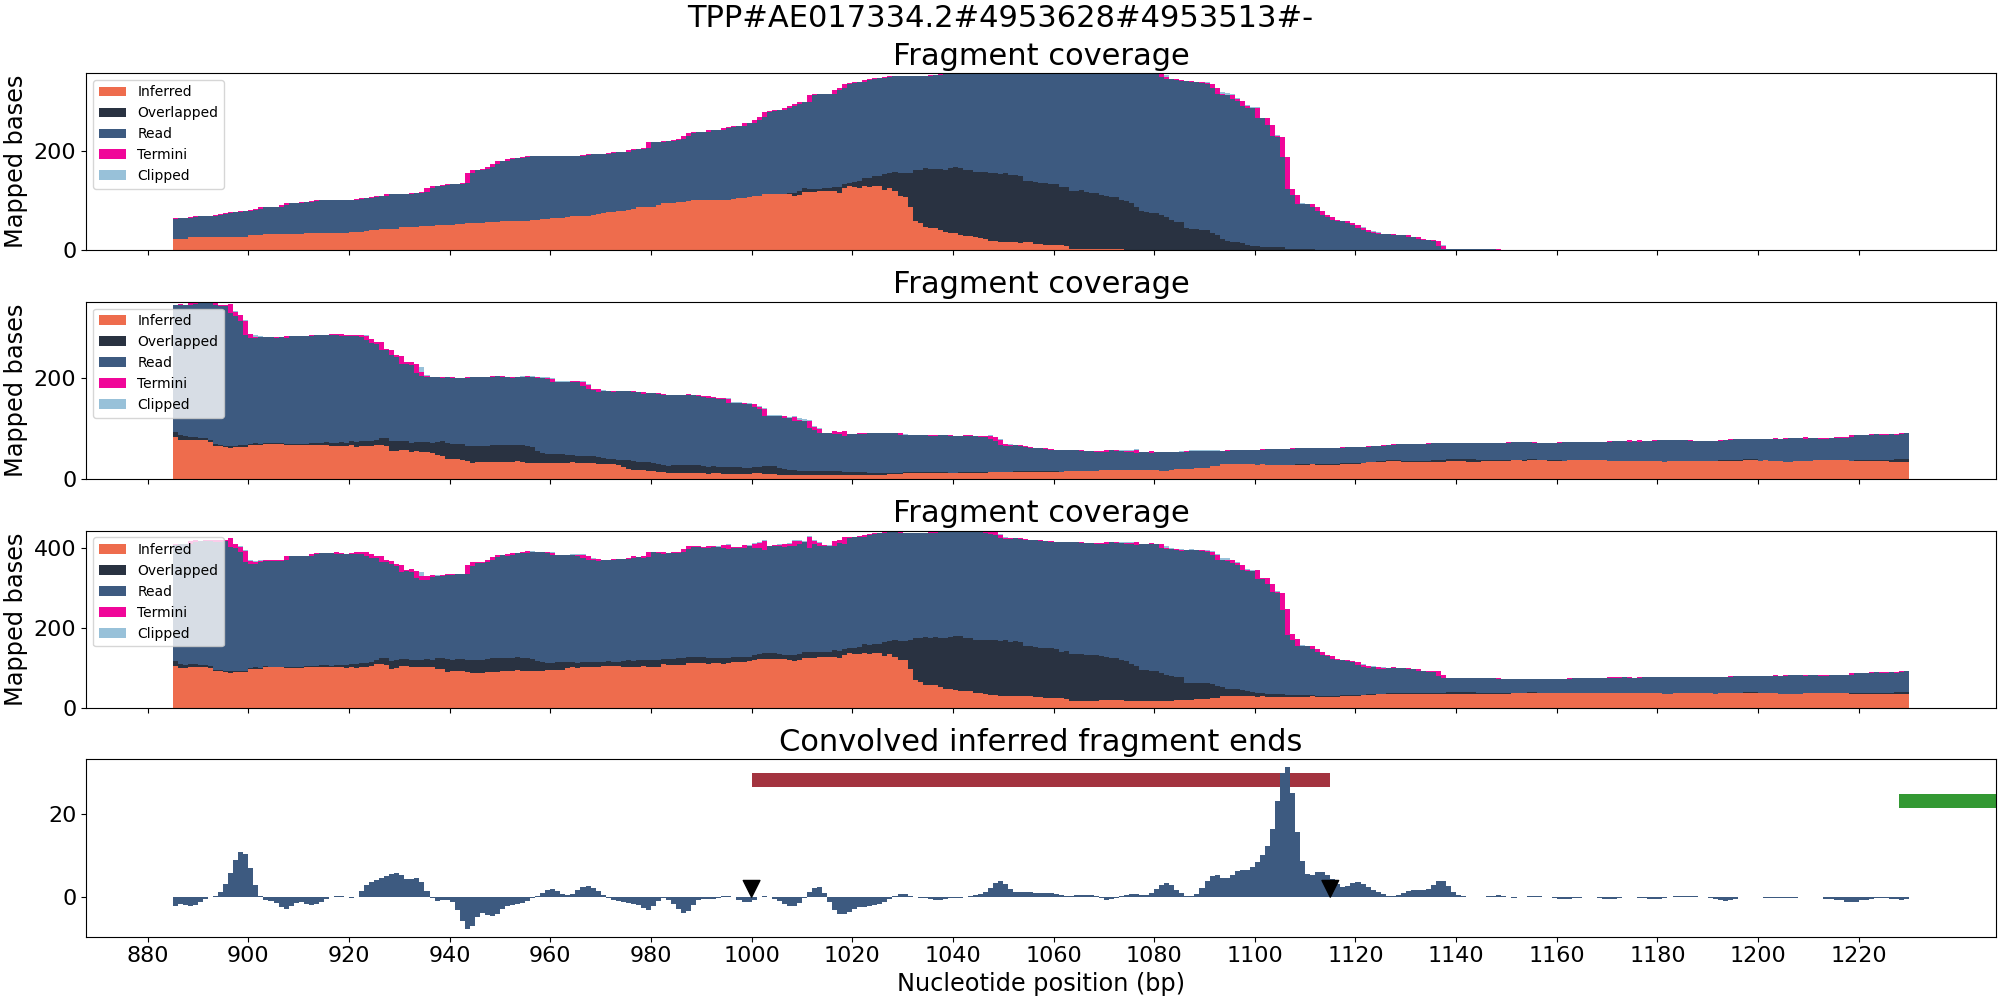 TPP#AE017334.2#4953628#4953513#-
Fragment coverage
Mapped bases
200
0
Inferred
Overlapped
Read
Termini
Clipped
Fragment coverage
Mapped bases
200
0
Inferred
Overlapped
Read
Termini
Clipped
Fragment coverage
Mapped bases
400
200
0
Inferred
Overlapped
Read
Termini
Clipped
Convolved inferred fragment ends
20
0
880 900 920 940 960 980 1000 1020 1040 1060 1080 1100 1120 1140 1160 1180 1200 1220
Nucleotide position (bp)